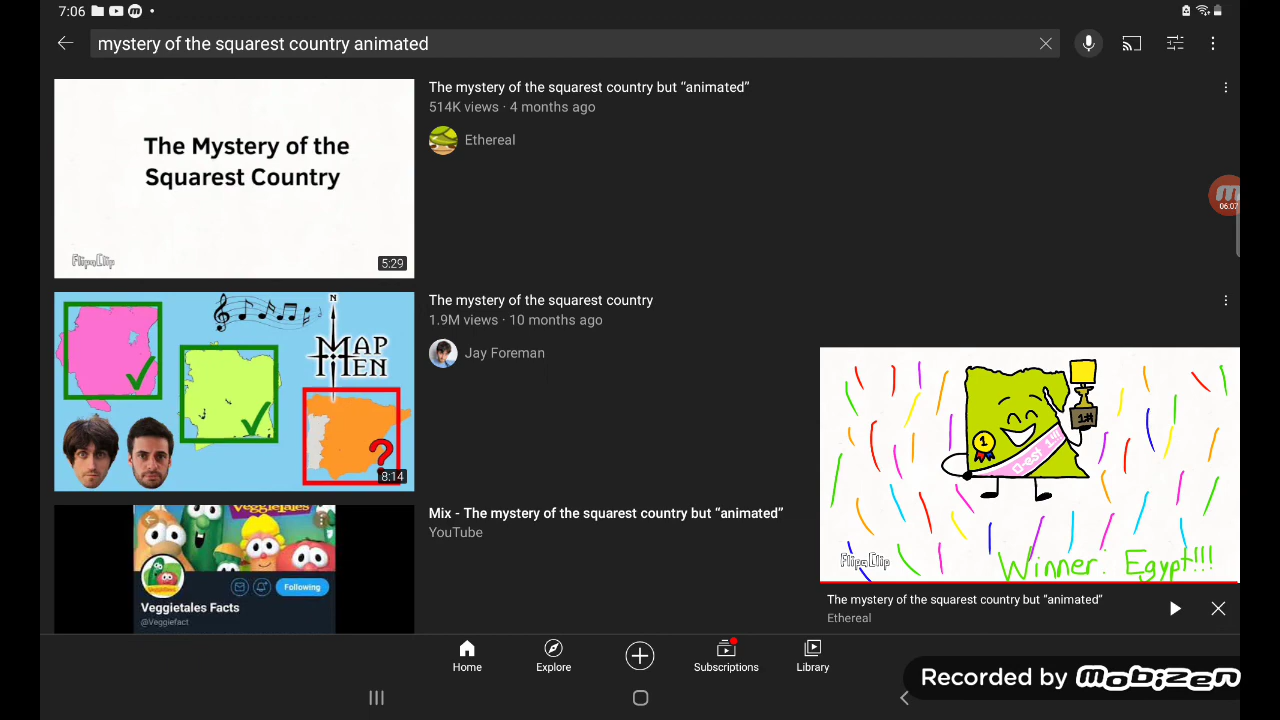 7:06
mystery of the squarest country animated
The Mystery of the
Squarest Country
FlipaClip
5:29
The mystery of the squarest country but “animated”
514K views · 4 months ago
Ethereal
06:07
N
MAP
MEN
?
8:14
The mystery of the squarest country
1.9M views · 10 months ago
Jay Foreman
1
1#
Winner: Egypt!!!
FlipaClip
The mystery of the squarest country but “animated”
Ethereal
Veggietales
Following
Veggietales Facts
@Veggiefact
Mix - The mystery of the squarest country but “animated”
YouTube
Home
Explore
Subscriptions
Library
Recorded by mobizen